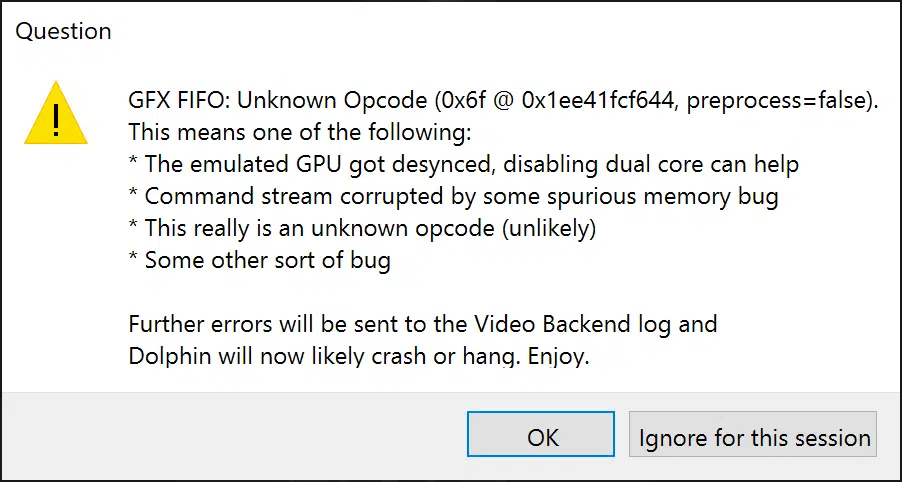 Question
GFX FIFO: Unknown Opcode (0x6f @ 0x1ee41fcf644, preprocess=false).
This means one of the following:
* The emulated GPU got desynced, disabling dual core can help
* Command stream corrupted by some spurious memory bug
* This really is an unknown opcode (unlikely)
* Some other sort of bug
Further errors will be sent to the Video Backend log and
Dolphin will now likely crash or hang. Enjoy.
OK
Ignore for this session